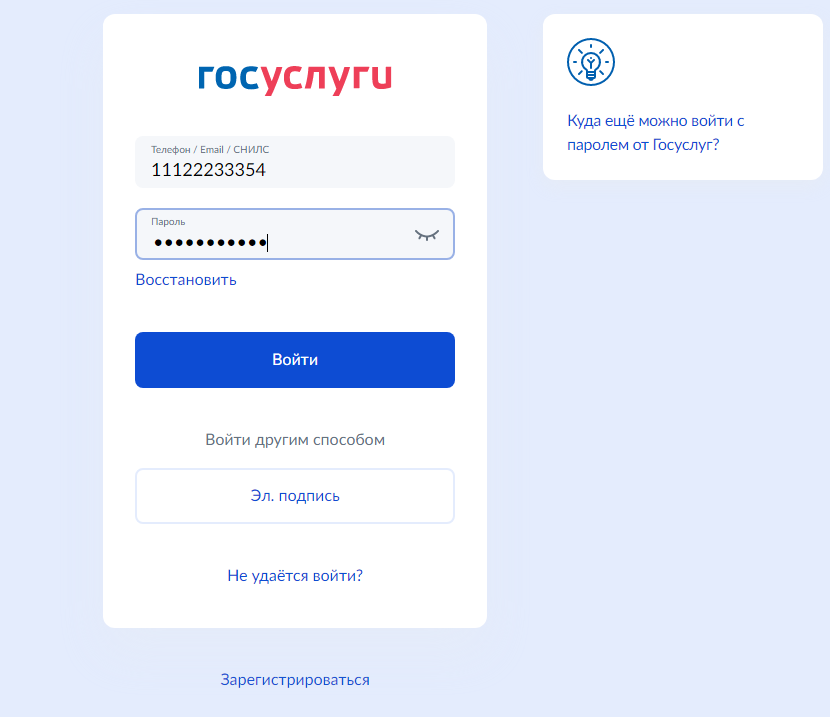 госуслуги
Телефон / Email / СНИЛС
11122233354
Пароль
•••••••••••
Восстановить
Войти
Войти другим способом
Эл. подпись
Не удаётся войти?
Зарегистрироваться
Куда ещё можно войти с
паролем от Госуслуг?